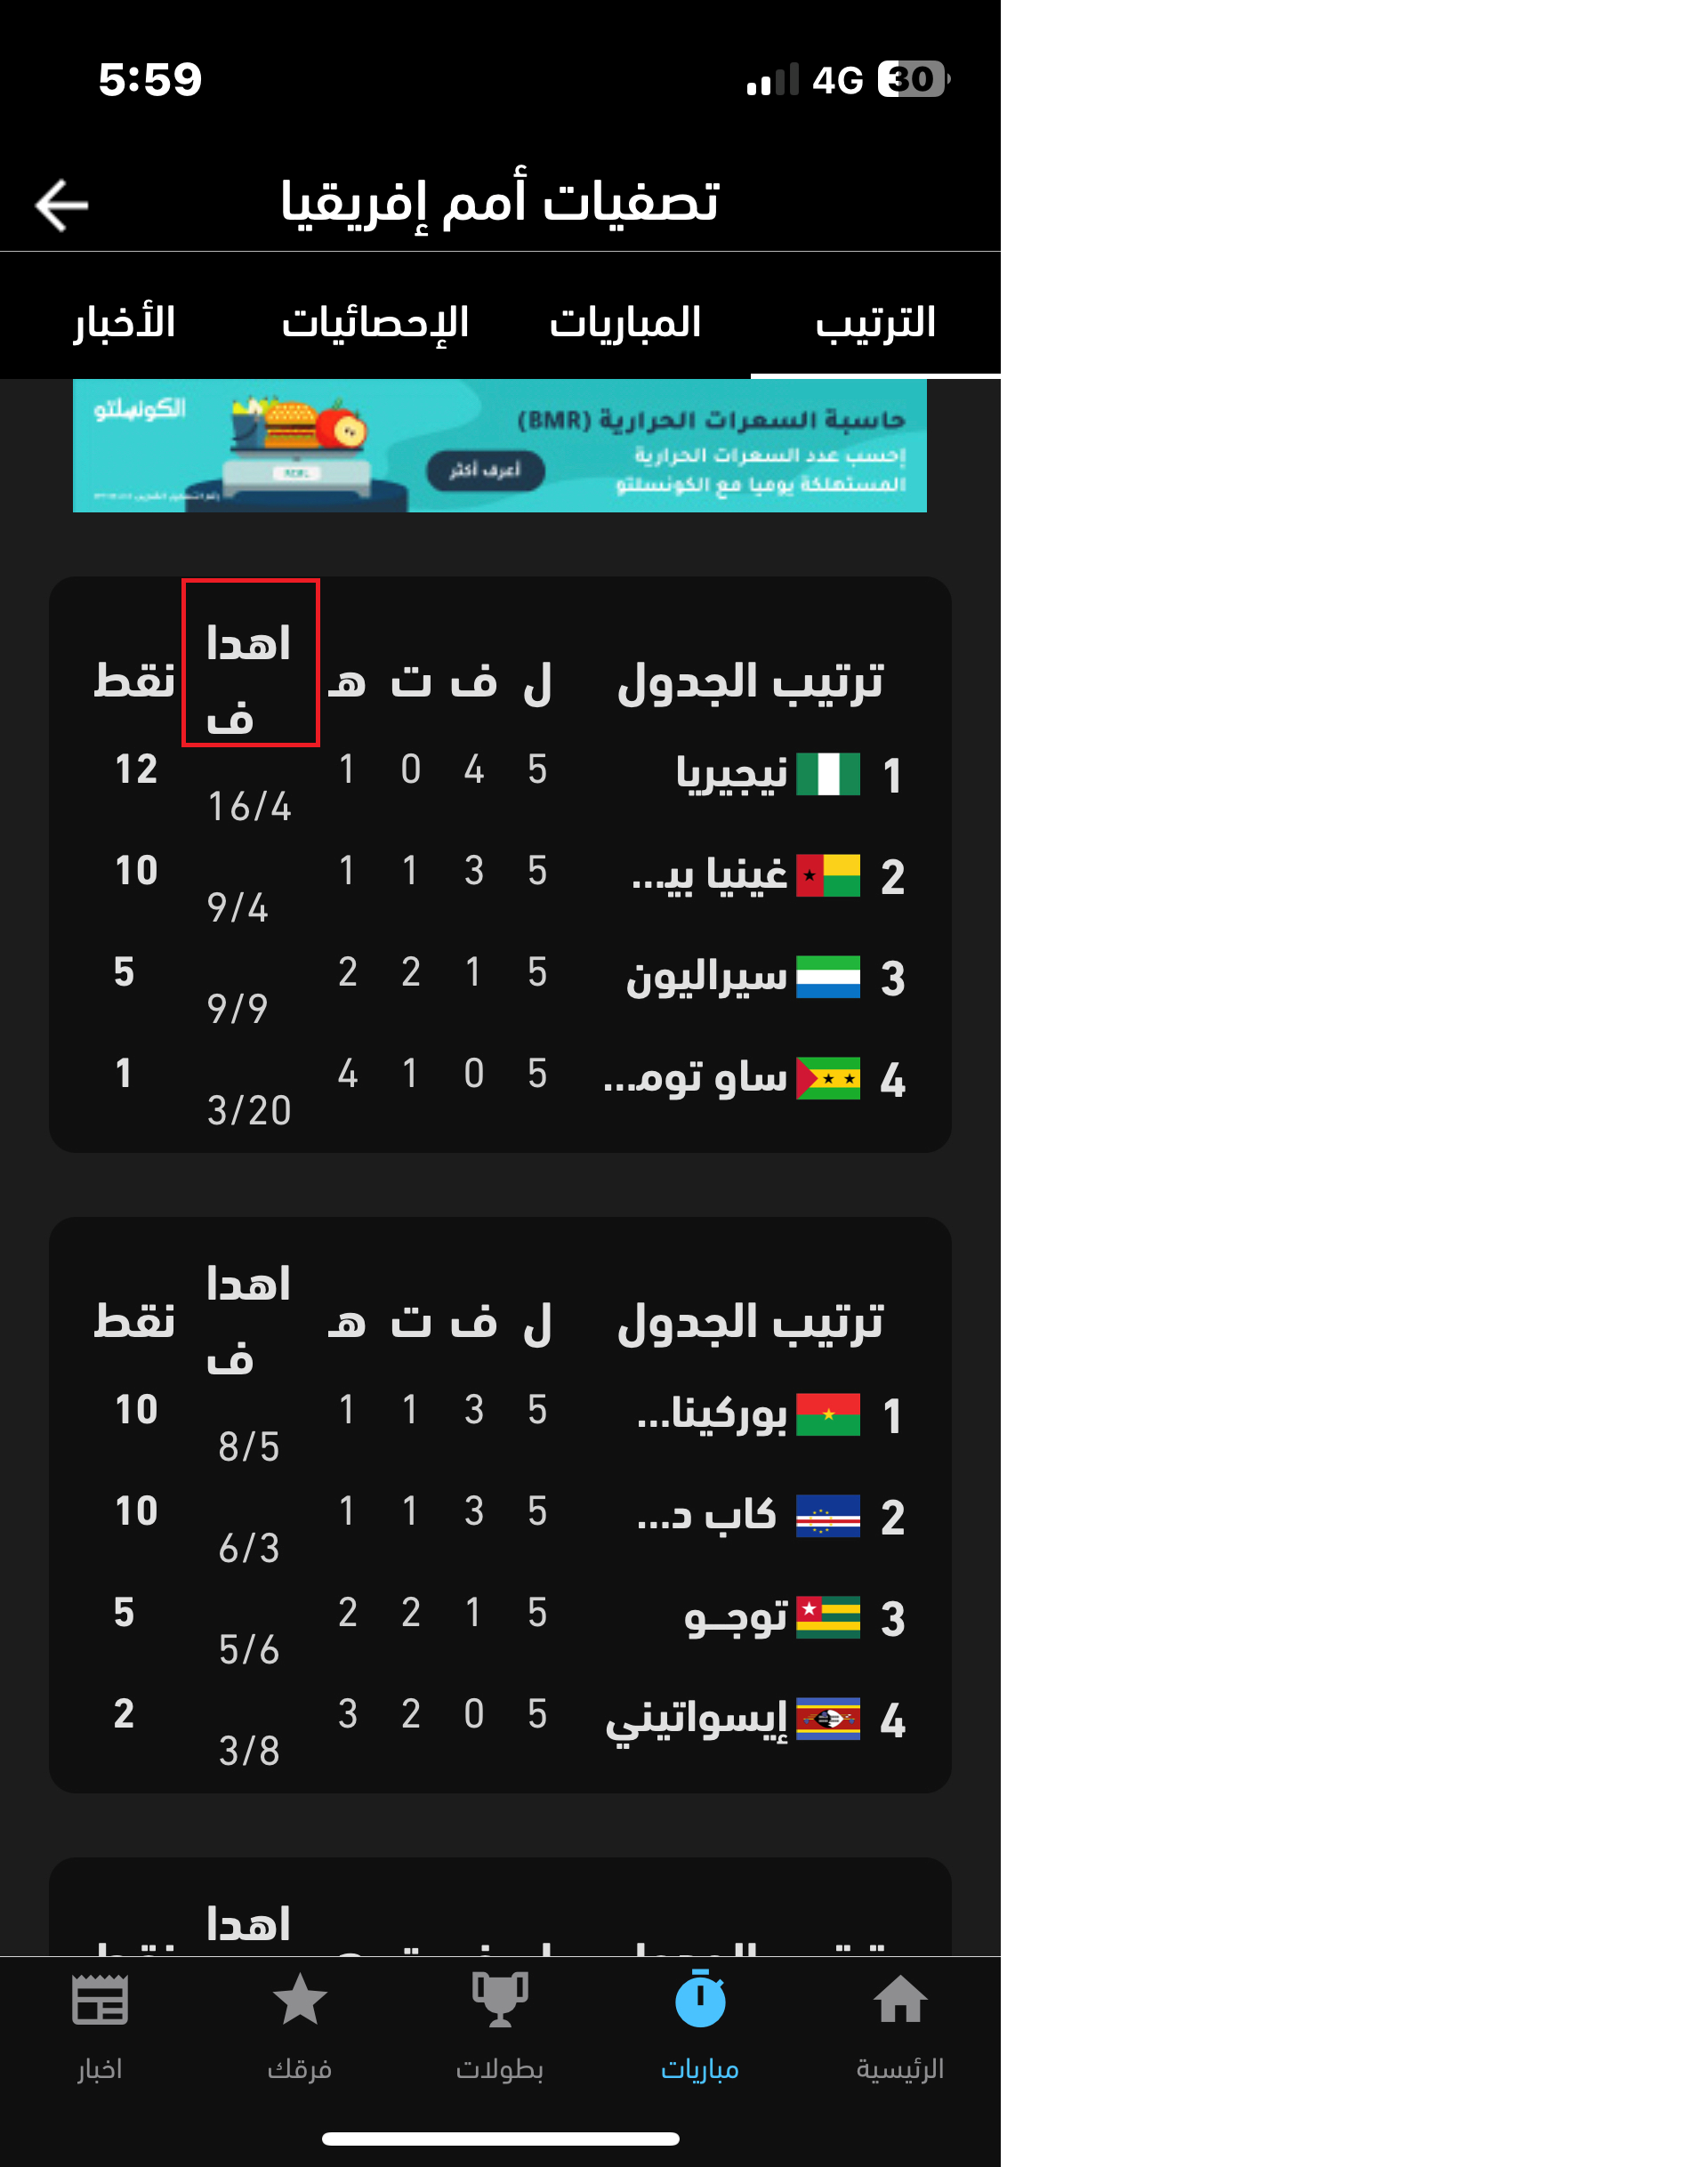 5:59
4G 30
تصفيات أمم إفريقيا
الترتيب المباريات الإحصائيات الأخبار
الكونسلتو
حاسبة السعرات الحرارية (BMR)
إحسب عدد السعرات الحرارية
المستهلكة يوميا مع الكونسلتو
أعرف أكثر
ترتيب الجدول ل ف ت ه اهدا
ف نقط
1 نيجيريا 5 4 0 1 16/4 12
2 غينيا بيـ... 5 3 1 1 9/4 10
3 سيراليون 5 1 2 2 9/9 5
4 ساو تومـ... 5 0 1 4 3/20 1
ترتيب الجدول ل ف ت ه اهدا
ف نقط
1 بوركينا... 5 3 1 1 8/5 10
2 كاب د... 5 3 1 1 6/3 10
3 توجـو 5 1 2 2 5/6 5
4 إيسواتيني 5 0 2 3 3/8 2
اهدا
الرئيسية مباريات بطولات فرقك اخبار